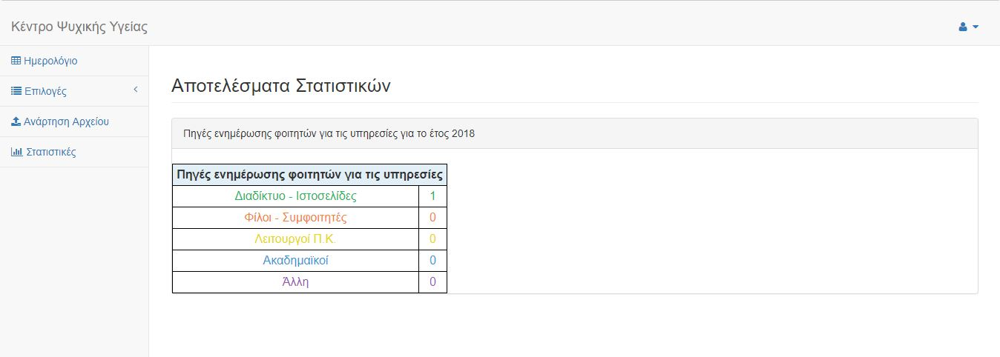 Κέντρο Ψυχικής Υγείας
Ημερολόγιο
Επιλογές
Ανάρτηση Αρχείου
Στατιστικές
Αποτελέσματα Στατιστικών
Πηγές ενημέρωσης φοιτητών για τις υπηρεσίες για το έτος 2018
Πηγές ενημέρωσης φοιτητών για τις υπηρεσίες
Διαδίκτυο - Ιστοσελίδες 1
Φίλοι - Συμφοιτητές 0
Λειτουργοί Π.Κ. 0
Ακαδημαϊκοί 0
Άλλη 0